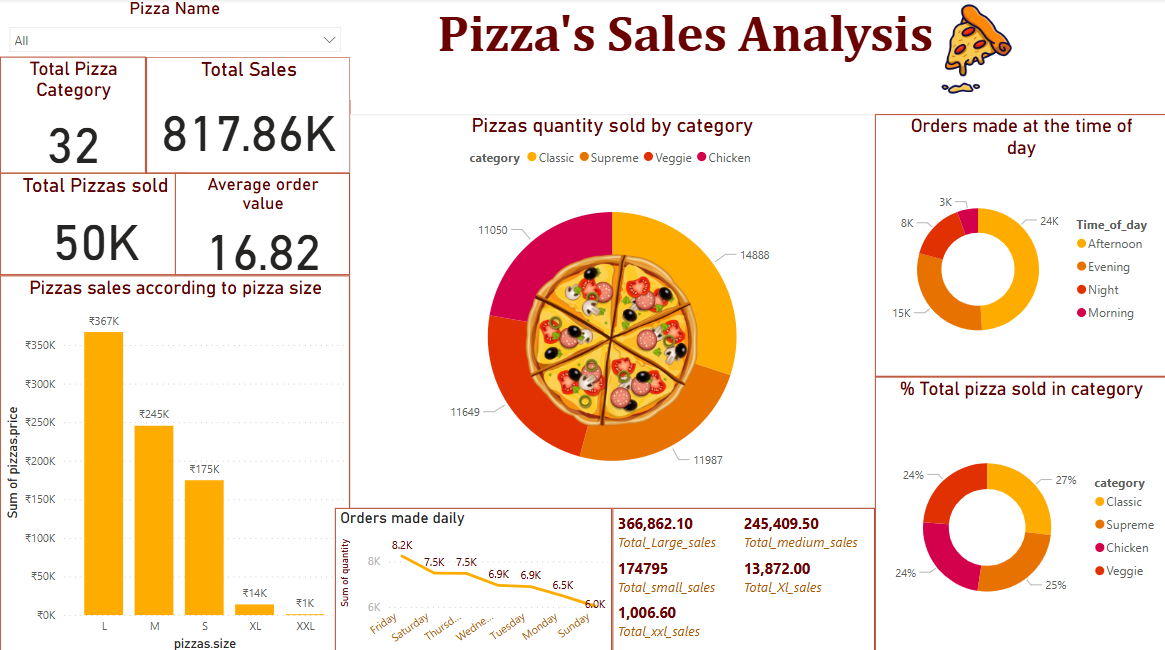 Pizza Name
All
Pizza's Sales Analysis
Total Pizza
Category
32
Total Sales
817.86K
Total Pizzas sold
50K
Average order
value
16.82
Pizzas sales according to pizza size
Sum of pizzas.price
₹350K
₹300K
₹250K
₹200K
₹150K
₹100K
₹50K
₹0K
₹367K
₹245K
₹175K
₹14K
₹1K
L
M
S
XL
XXL
pizzas.size
Pizzas quantity sold by category
category Classic Supreme Veggie Chicken
11050
14888
11649
11987
Orders made daily
Sum of quantity
8K
6K
8.2K
7.5K
7.5K
6.9K
6.9K
6.5K
6.0K
Friday
Saturday
Thursd...
Wedne...
Tuesday
Monday
Sunday
366,862.10
Total_Large_sales
245,409.50
Total_medium_sales
174795
Total_small_sales
13,872.00
Total_Xl_sales
1,006.60
Total_xxl_sales
Orders made at the time of
day
3K
8K
24K
15K
Time_of_day
Afternoon
Evening
Night
Morning
% Total pizza sold in category
24%
27%
24%
25%
category
Classic
Supreme
Chicken
Veggie